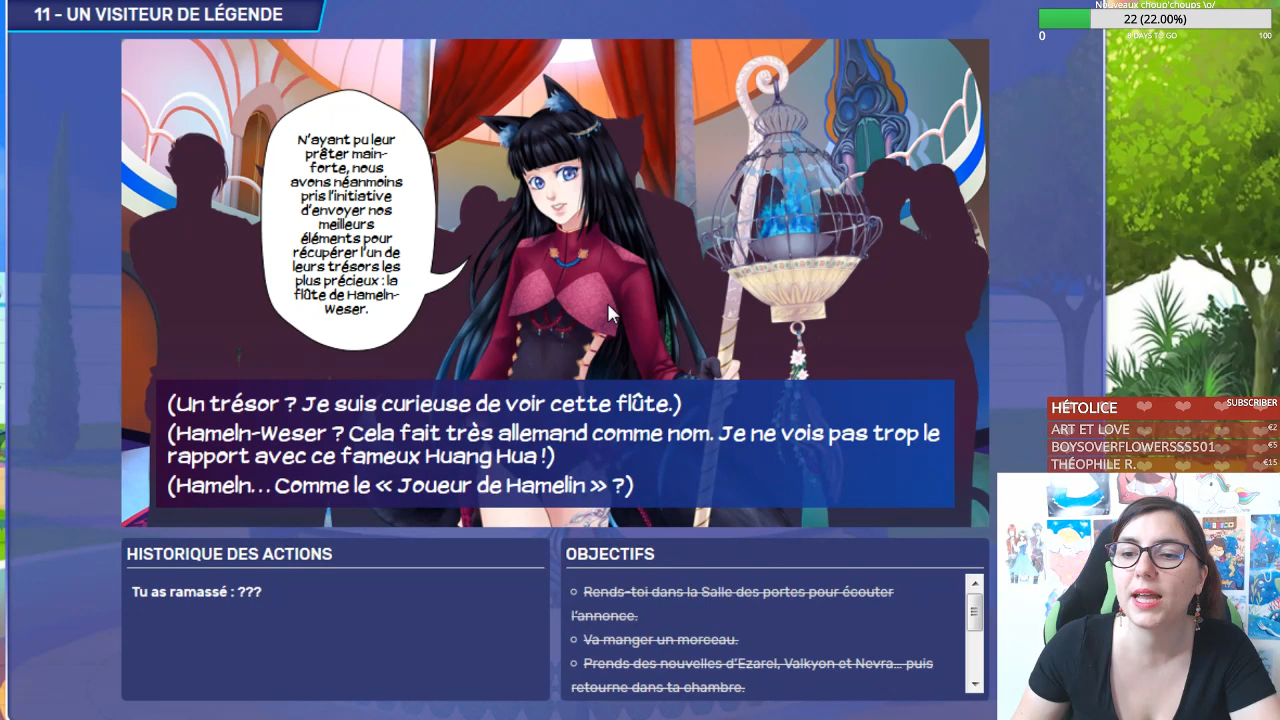 11 - UN VISITEUR DE LÉGENDE
Nouveaux choup'choups \o/
22 (22.00%)
0
8 DAYS TO GO
100
N'ayant pu leur
prêter main-
forte, nous
avons néanmoins
pris l'initiative
d'envoyer nos
meilleurs
éléments pour
récupérer l'un de
leurs trésors les
plus précieux : la
flûte de Hameln-
Weser.
(Un trésor ? Je suis curieuse de voir cette flûte.)
(Hameln-Weser ? Cela fait très allemand comme nom. Je ne vois pas trop le
rapport avec ce fameux Huang Hua !)
(Hameln... Comme le « Joueur de Hamelin » ?)
HÉTOLICE
SUBSCRIBER
ART ET LOVE
€2
BOYSOVERFLOWERSSS501
€5
THÉOPHILE R.
€15
HISTORIQUE DES ACTIONS
Tu as ramassé : ???
OBJECTIFS
Rends-toi dans la Salle des portes pour écouter
l'annonce.
Va manger un morceau.
Prends des nouvelles d'Ezarel, Valkyon et Nevra... puis
retourne dans ta chambre.